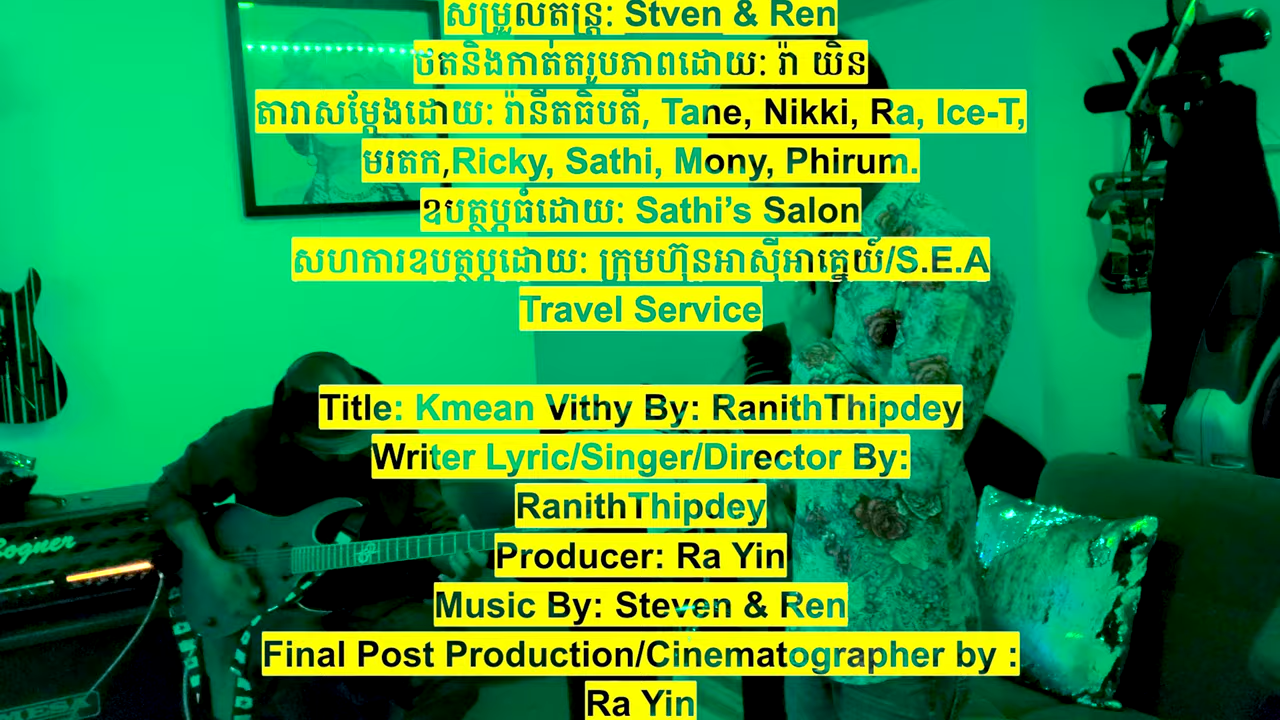 សម្រួលតន្ត្រី: Stven & Ren
ថតនិងកាត់តរូបភាពដោយ: រ៉ា យិន
តារាសម្តែងដោយ: រ៉ានីតធិបតី, Tane, Nikki, Ra, Ice-T,
មរតក,Ricky, Sathi, Mony, Phirum.
ឧបត្ថម្ភធំដោយ: Sathi’s Salon
សហការឧបត្ថម្ភដោយ: ក្រុមហ៊ុនអាស៊ីអាគ្នេយ៍/S.E.A
Travel Service
Title: Kmean Vithy By: RanithThipdey
Writer Lyric/Singer/Director By:
RanithThipdey
Producer: Ra Yin
Music By: Steven & Ren
Final Post Production/Cinematographer by :
Ra Yin
Bogner